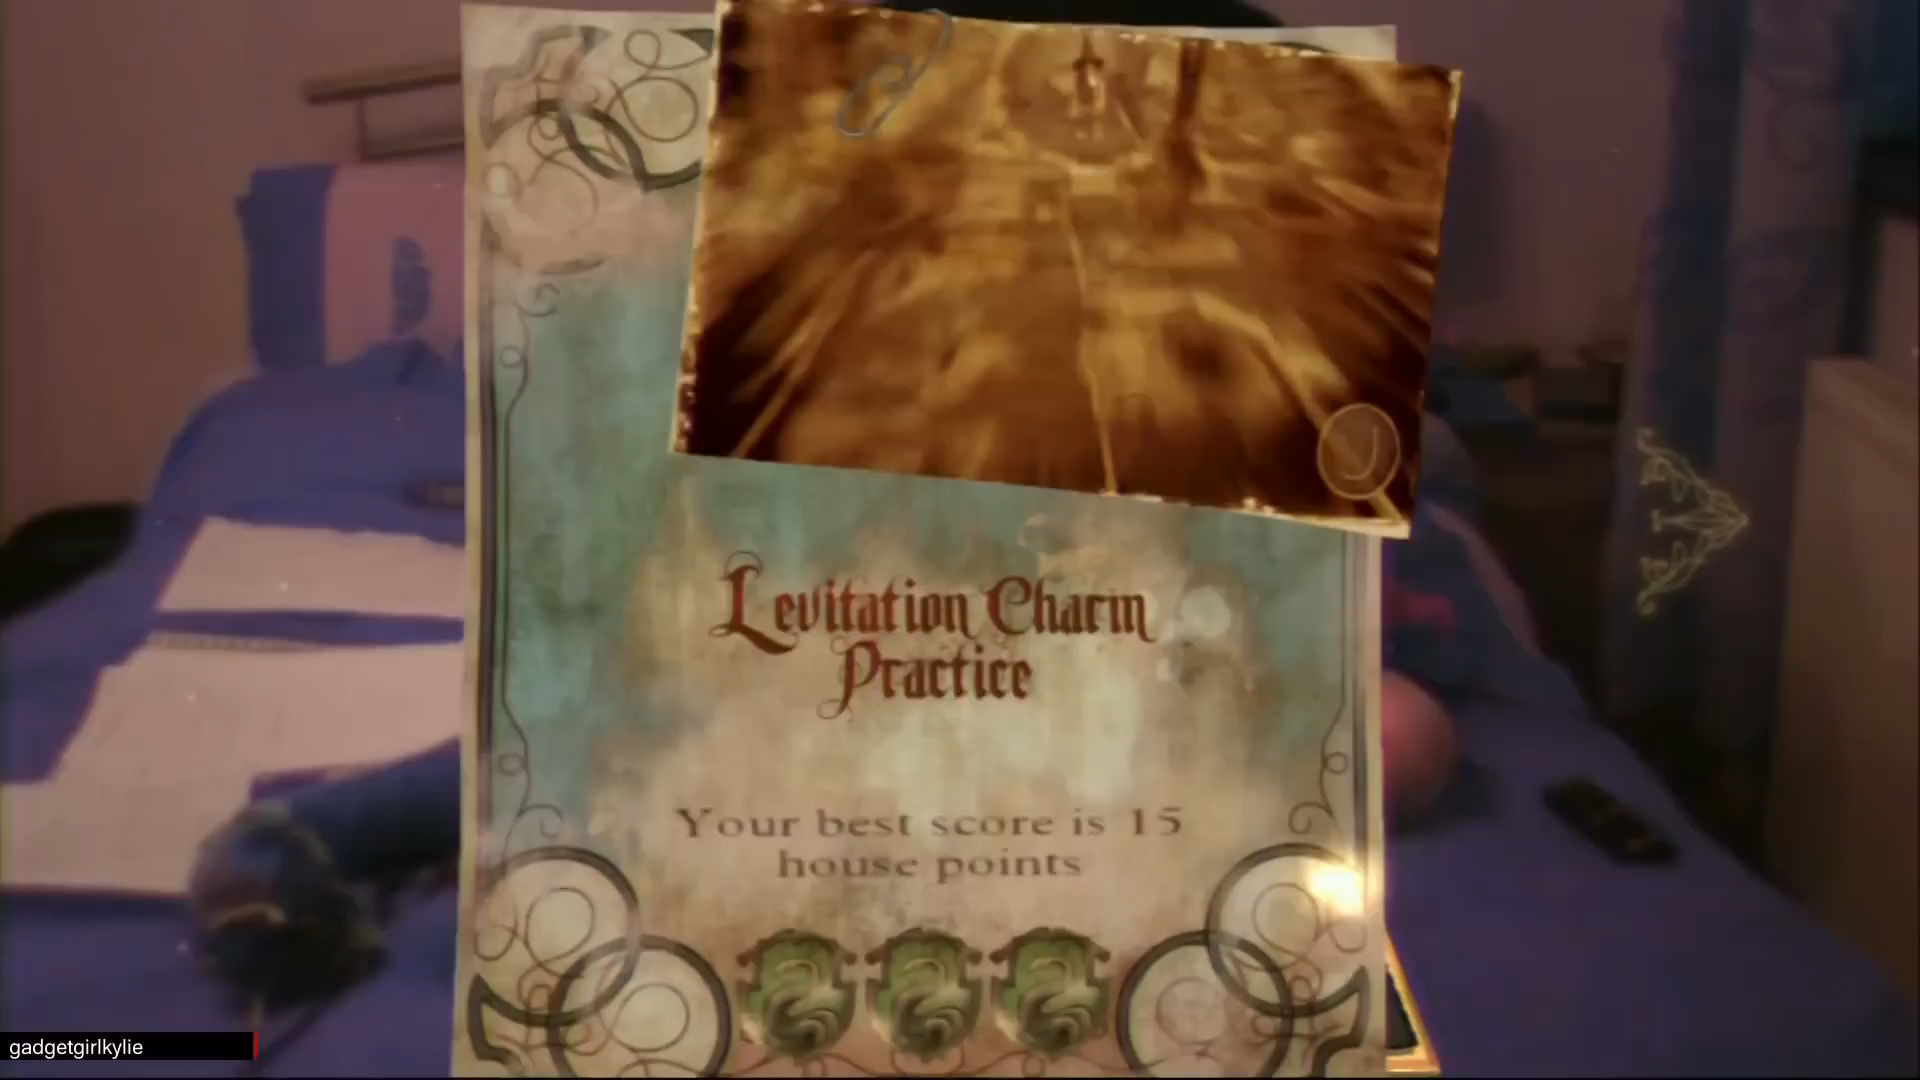 Levitation Charm
Practice
Your best score is 15
house points
gadgetgirlkylie